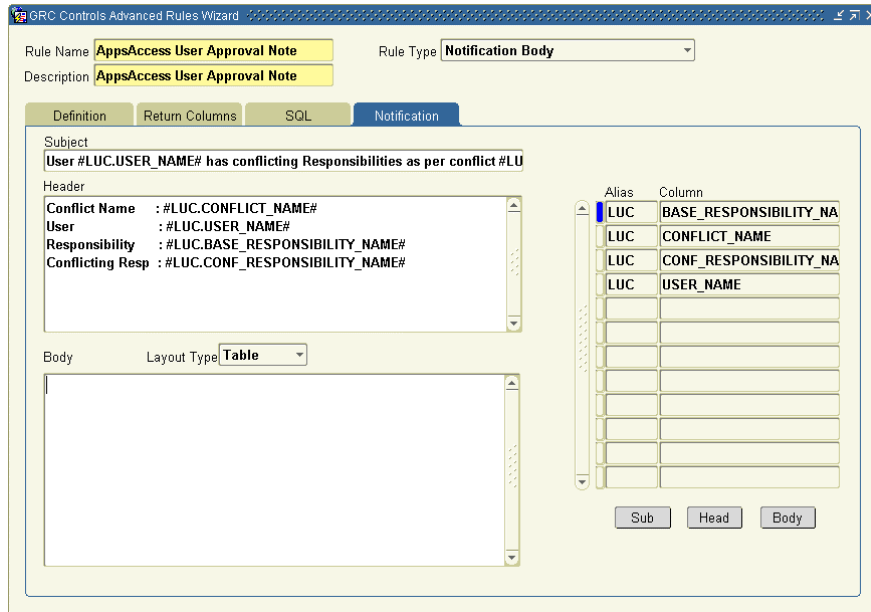 GRC Controls Advanced Rules Wizard
Rule Name AppsAccess User Approval Note Rule Type Notification Body
Description AppsAccess User Approval Note
Definition Return Columns SQL Notification
Subject
User #LUC.USER_NAME# has conflicting Responsibilities as per conflict #LU
Header
Conflict Name : #LUC.CONFLICT_NAME#
User : #LUC.USER_NAME#
Responsibility : #LUC.BASE_RESPONSIBILITY_NAME#
Conflicting Resp : #LUC.CONF_RESPONSIBILITY_NAME#
Body Layout Type Table
Alias Column
LUC BASE_RESPONSIBILITY_NA
LUC CONFLICT_NAME
LUC CONF_RESPONSIBILITY_NA
LUC USER_NAME
Sub Head Body